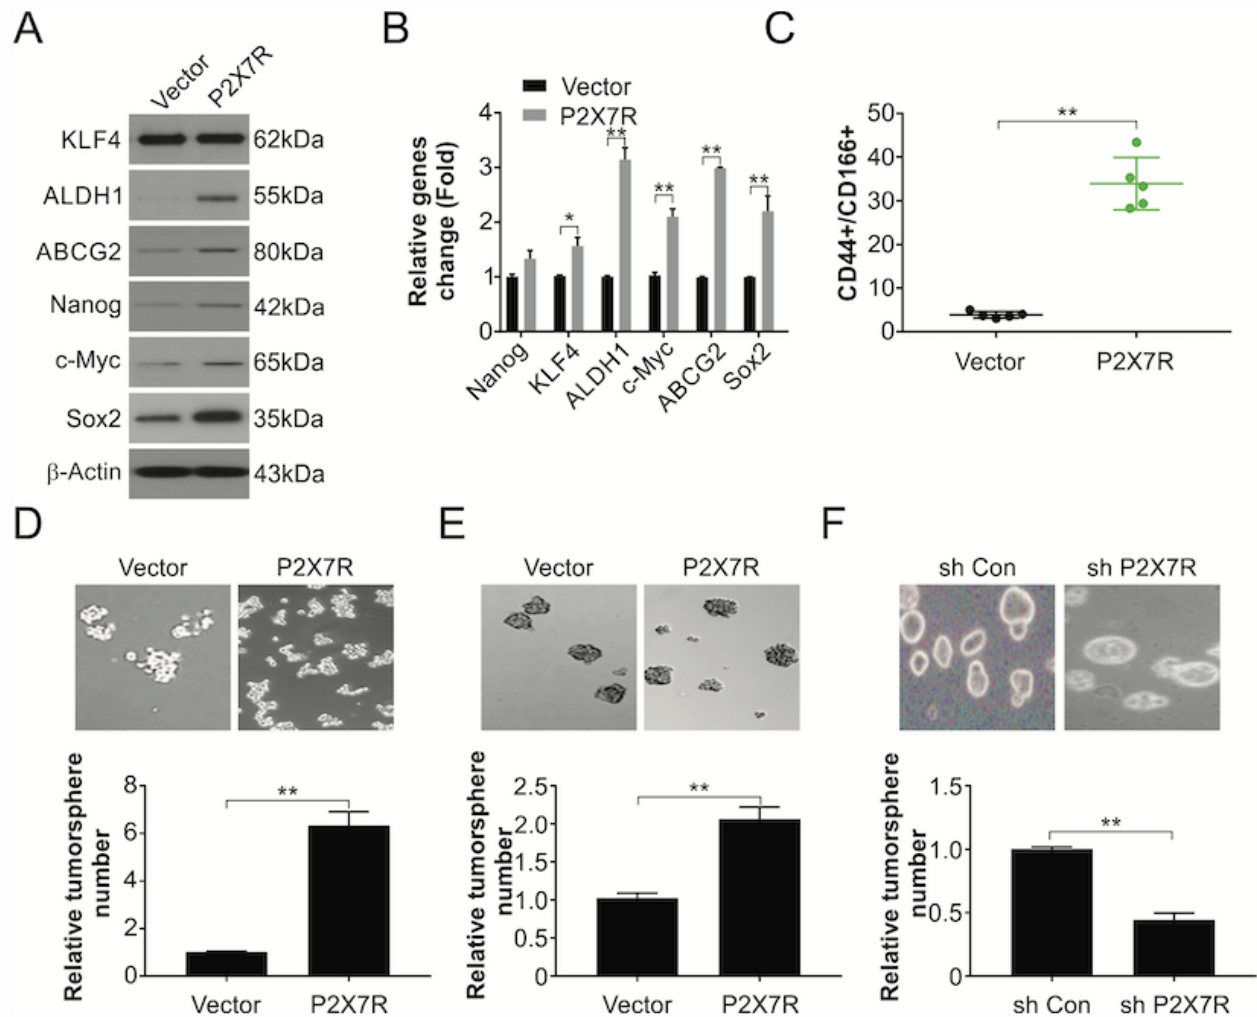 A
Vector
P2X7R
KLF4
62kDa
ALDH1
55kDa
ABCG2
80kDa
Nanog
42kDa
c-Myc
65kDa
Sox2
35kDa
β-Actin
43kDa
B
Vector
P2X7R
Relative genes
change (Fold)
4
3
2
1
0
*
**
**
**
**
Nanog
KLF4
ALDH1
c-Myc
ABCG2
Sox2
C
CD44+/CD166+
50
40
30
20
10
0
**
Vector
P2X7R
D
Vector
P2X7R
Relative tumorsphere
number
8
6
4
2
0
**
Vector
P2X7R
E
Vector
P2X7R
Relative tumorsphere
number
2.5
2.0
1.5
1.0
0.5
0
**
Vector
P2X7R
F
sh Con
sh P2X7R
Relative tumorsphere
number
1.5
1.0
0.5
0
**
sh Con
sh P2X7R